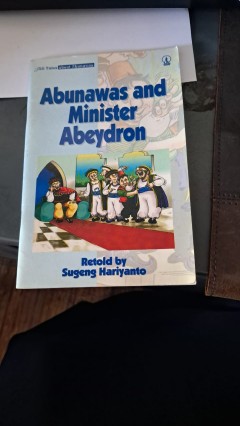 Abunawas and
Minister
Abeydron
Retold by
Sugeng Hariyanto